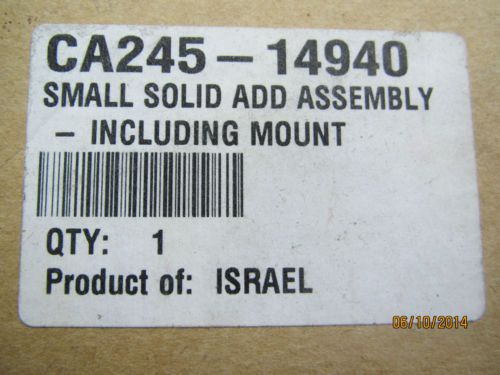 CA245-14940
SMALL SOLID ADD ASSEMBLY
- INCLUDING MOUNT
QTY: 1
Product of: ISRAEL
06/10/2014